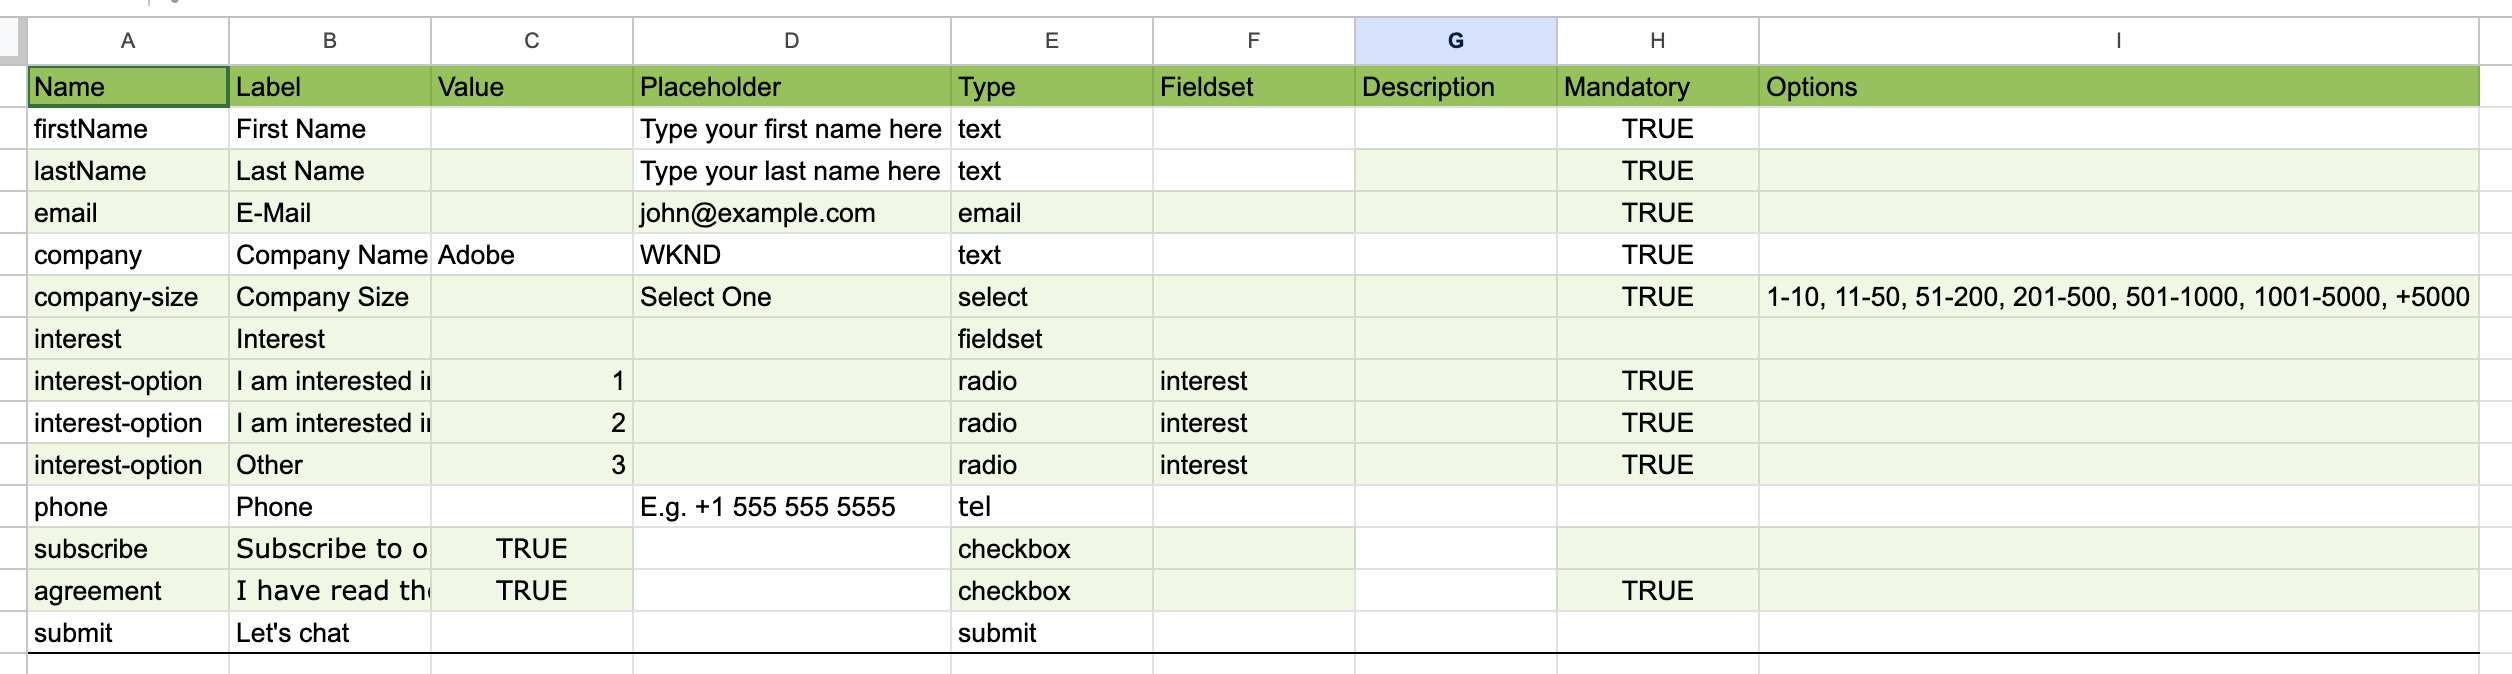 A B C D E F G H I
Name Label Value Placeholder Type Fieldset Description Mandatory Options
firstName First Name Type your first name here text TRUE
lastName Last Name Type your last name here text TRUE
email E-Mail john@example.com email TRUE
company Company Name Adobe WKND text TRUE
company-size Company Size Select One select TRUE 1-10, 11-50, 51-200, 201-500, 501-1000, 1001-5000, +5000
interest Interest fieldset
interest-option I am interested 1 radio interest TRUE
interest-option I am interested 2 radio interest TRUE
interest-option Other 3 radio interest TRUE
phone Phone E.g. +1 555 555 5555 tel
subscribe Subscribe to TRUE checkbox
agreement I have read TRUE checkbox TRUE
submit Let's chat submit